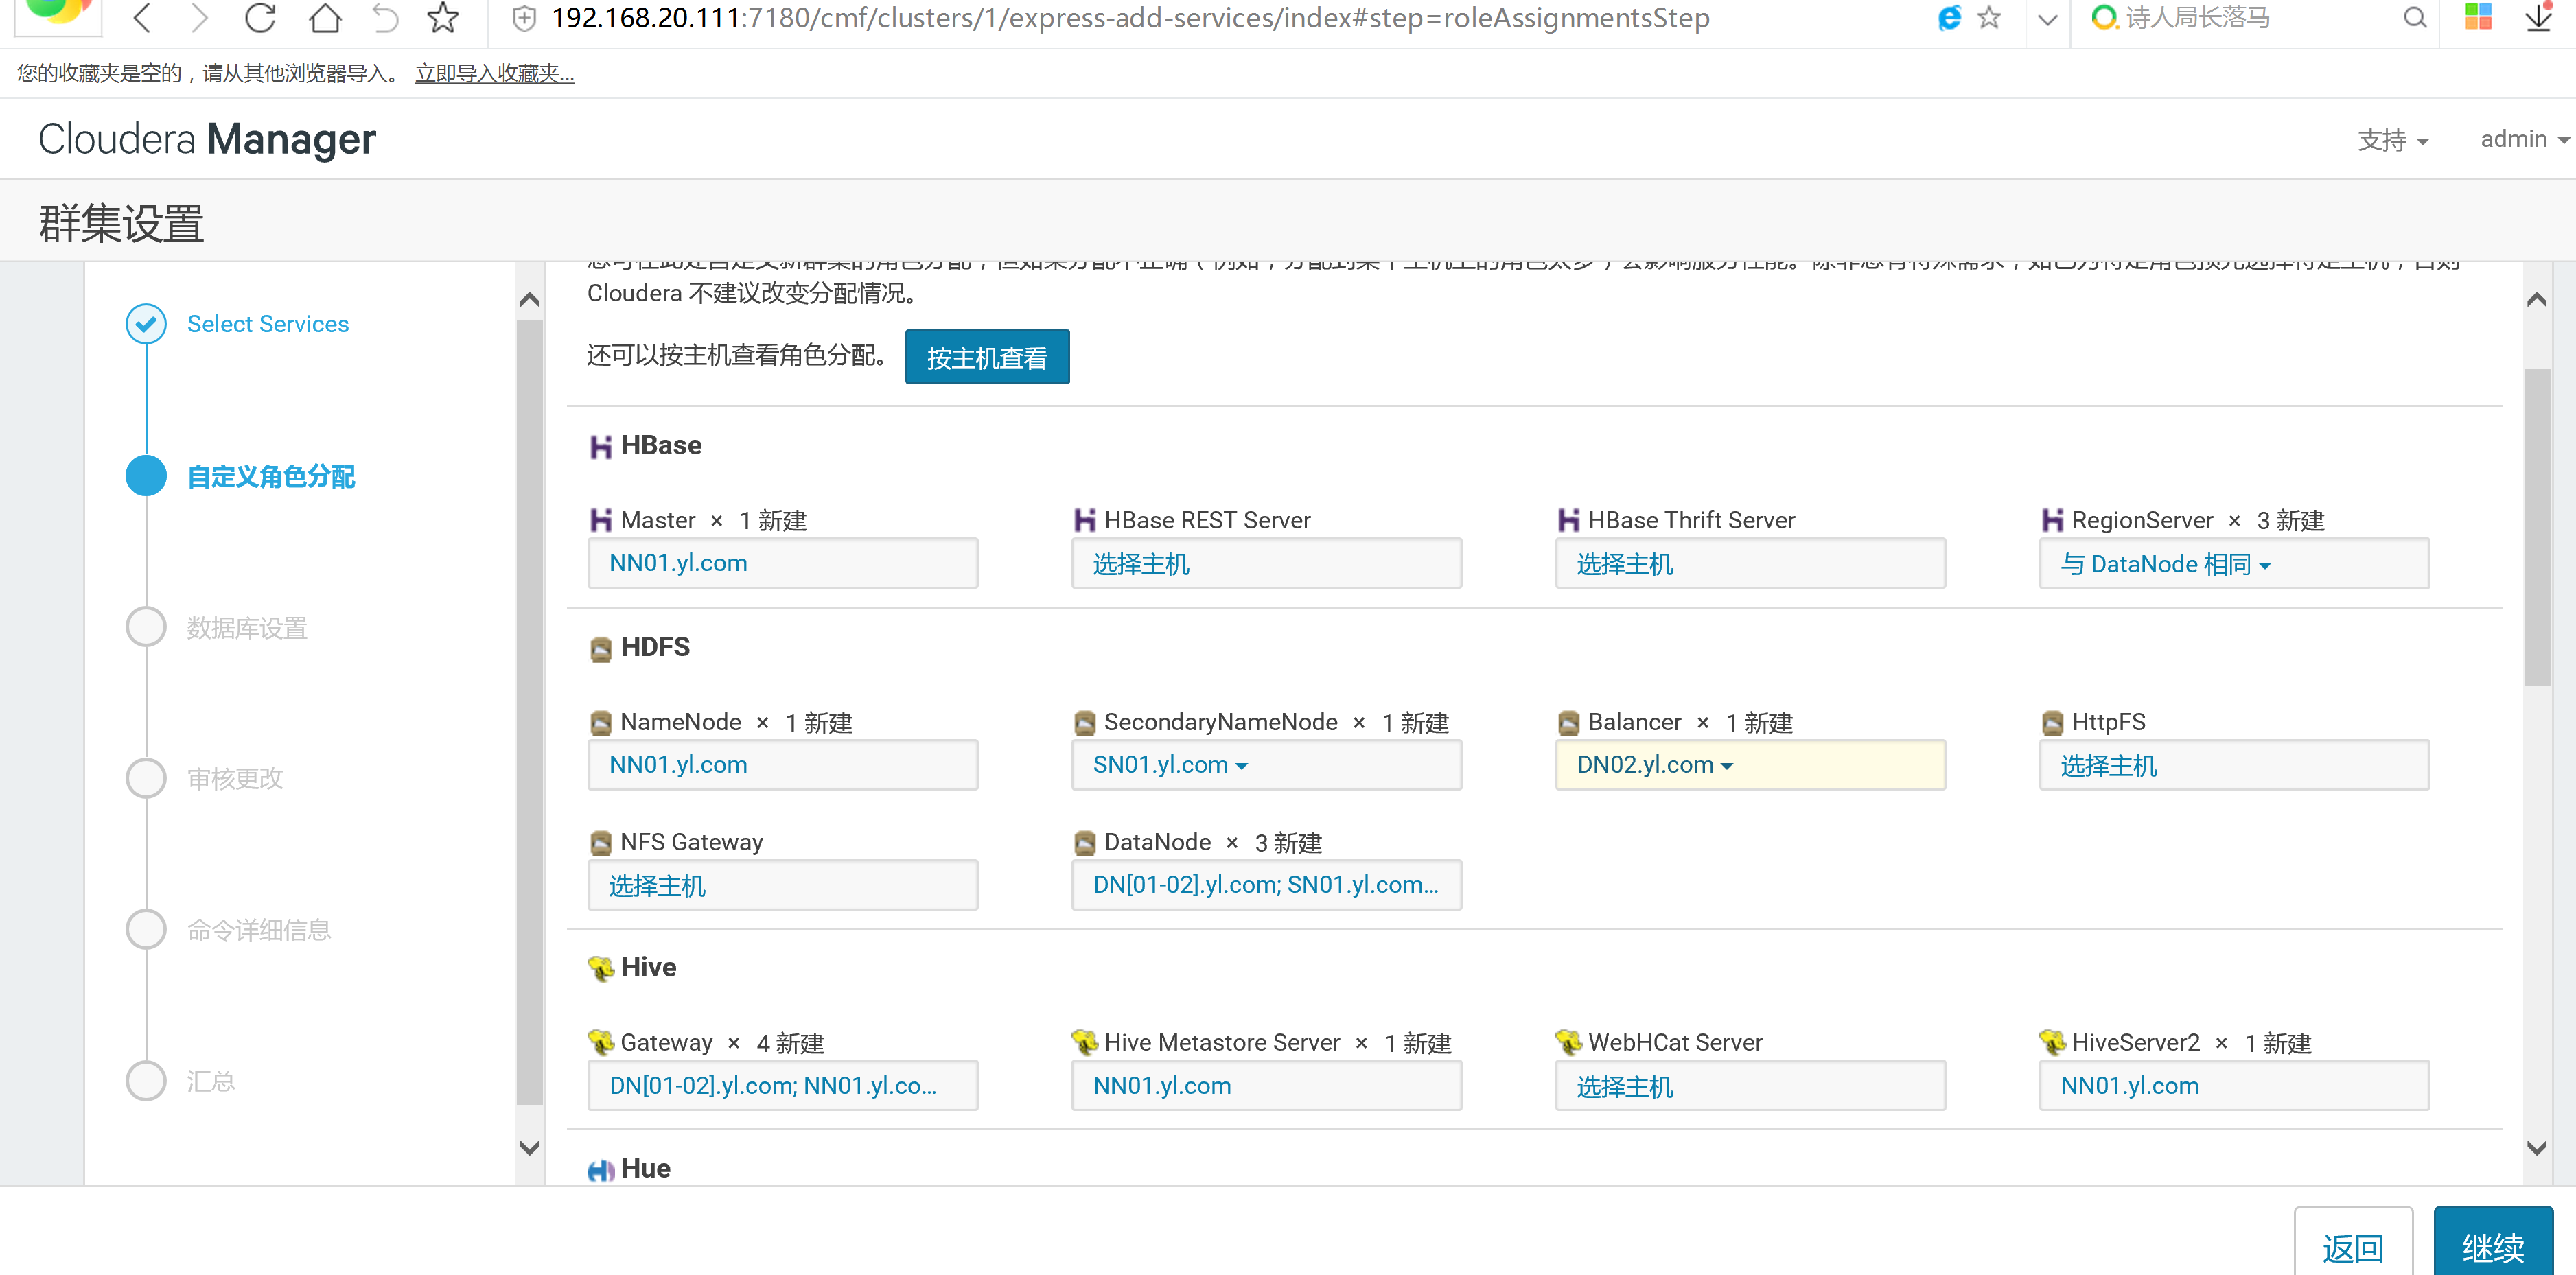 192.168.20.111:7180/cmf/clusters/1/express-add-services/index#step=roleAssignmentsStep
诗人局长落马
您的收藏夹是空的，请从其他浏览器导入。 立即导入收藏夹...
Cloudera Manager
支持
admin
群集设置
Select Services
自定义角色分配
数据库设置
审核更改
命令详细信息
汇总
Cloudera 不建议改变分配情况。
还可以按主机查看角色分配。 按主机查看
HBase
Master × 1 新建
HBase REST Server
HBase Thrift Server
RegionServer × 3 新建
NN01.yl.com
选择主机
选择主机
与 DataNode 相同
HDFS
NameNode × 1 新建
SecondaryNameNode × 1 新建
Balancer × 1 新建
HttpFS
NN01.yl.com
SN01.yl.com
DN02.yl.com
选择主机
NFS Gateway
DataNode × 3 新建
选择主机
DN[01-02].yl.com; SN01.yl.com...
Hive
Gateway × 4 新建
Hive Metastore Server × 1 新建
WebHCat Server
HiveServer2 × 1 新建
DN[01-02].yl.com; NN01.yl.co...
NN01.yl.com
选择主机
NN01.yl.com
Hue
返回
继续